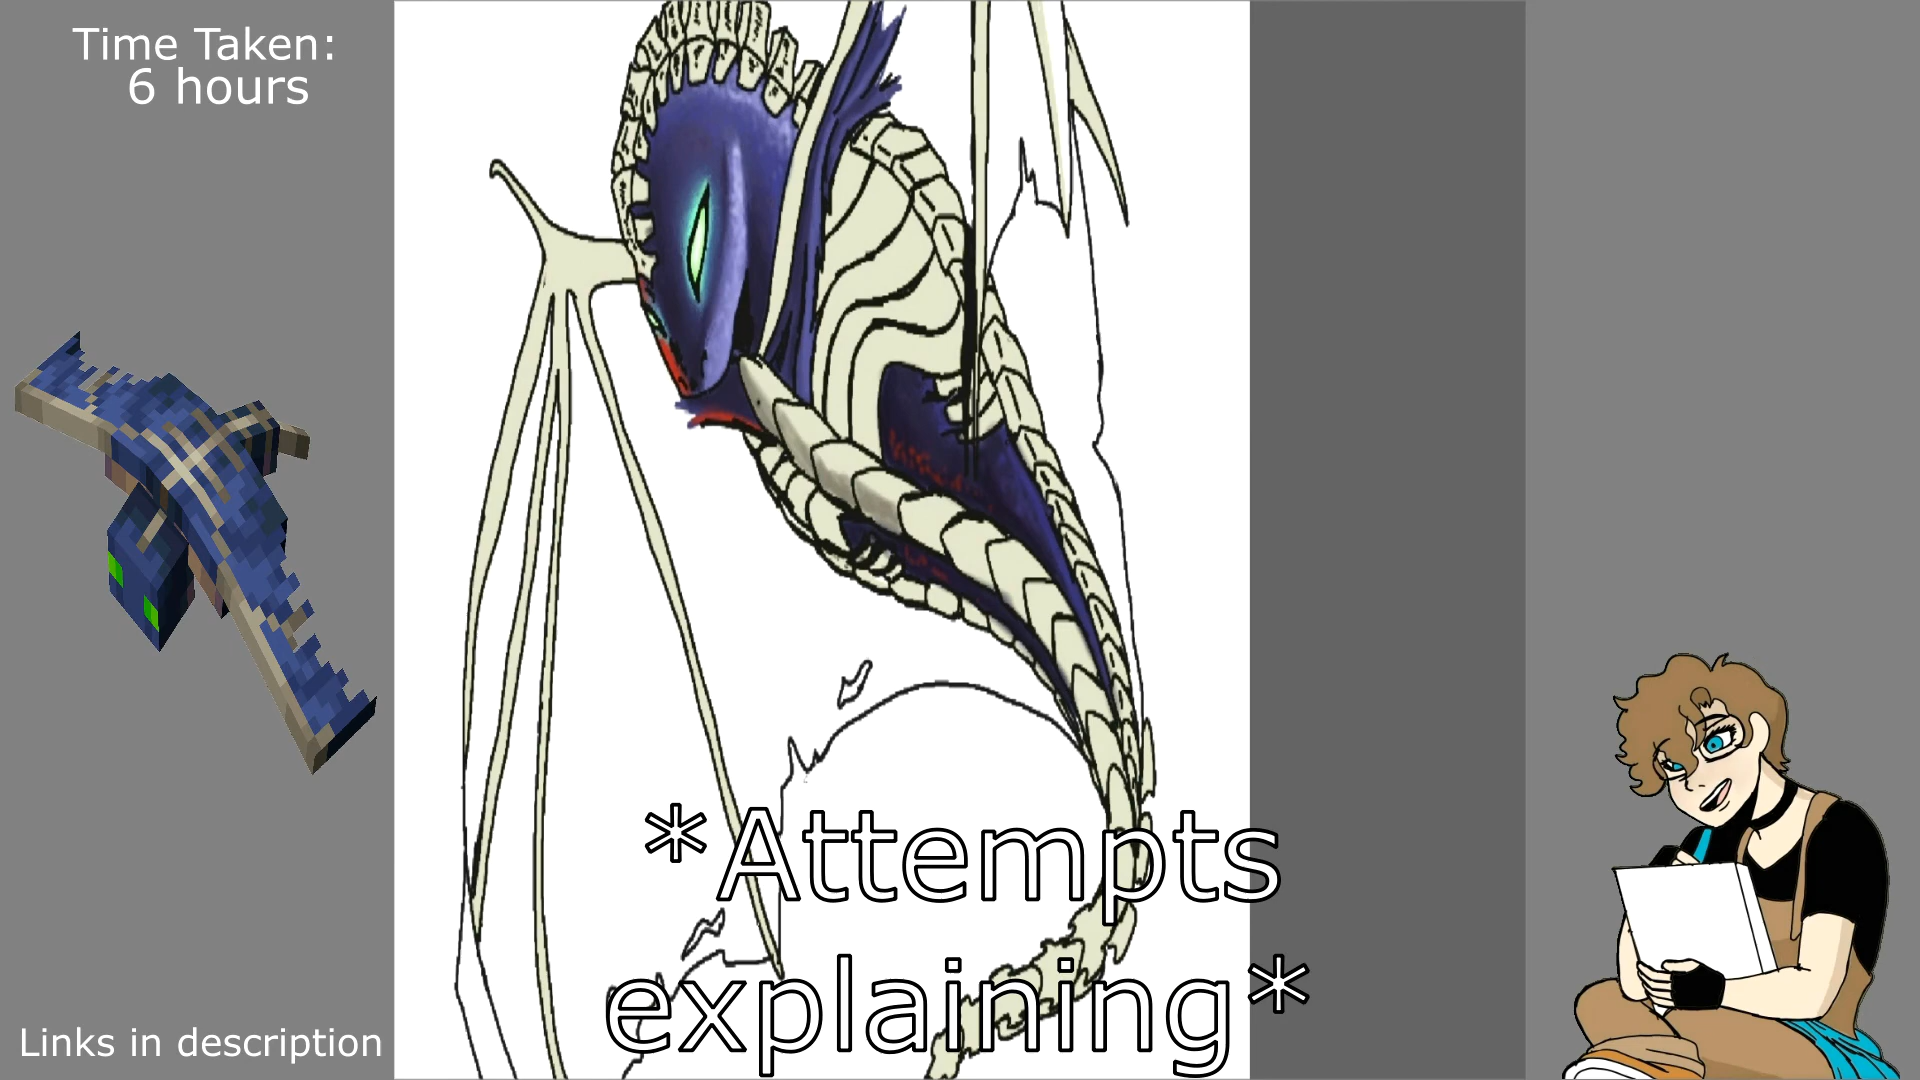 Time Taken:
6 hours
*Attempts
explaining*
Links in description